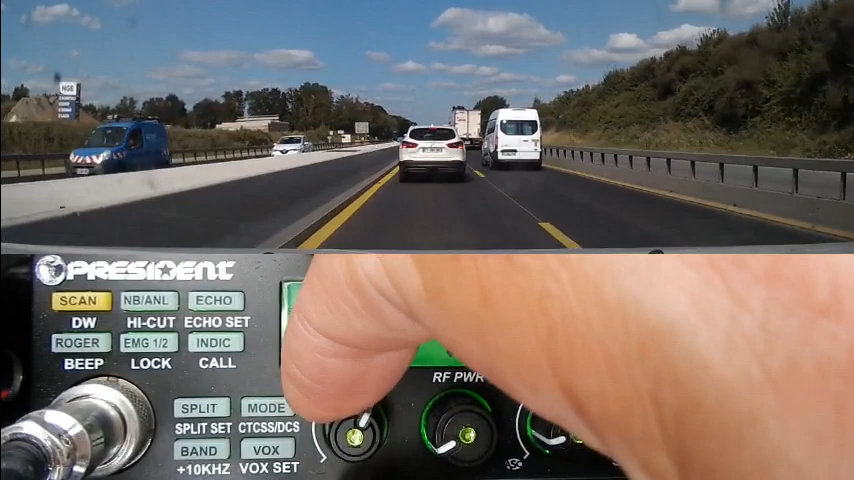 NGE
PRESIDENT
SCAN NB/ANL ECHO
DW HI-CUT ECHO SET
ROGER EMG 1/2 INDIC
BEEP LOCK CALL
SPLIT MODE
SPLIT SET CTCSS/DC
BAND VOX
+10KHZ VOX SET
RF PWR